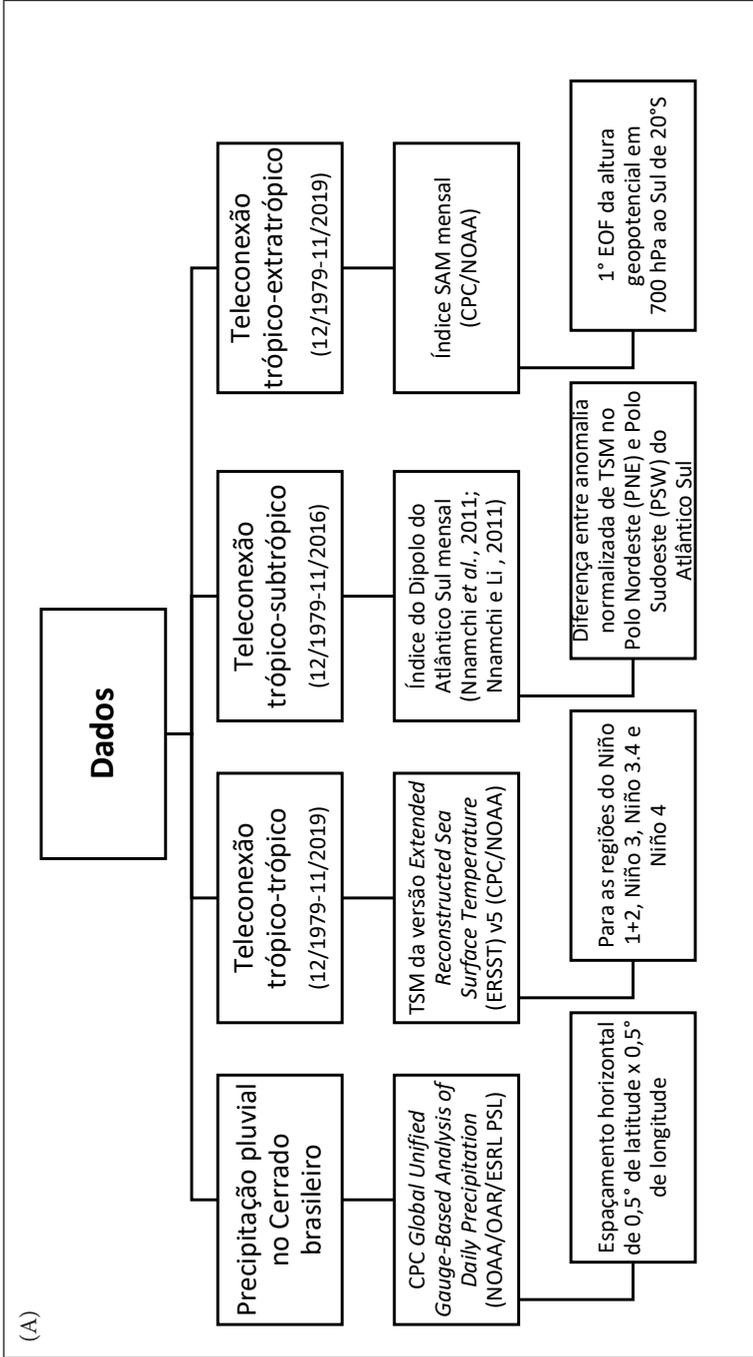 (A)
Dados
Precipitação pluvial
no Cerrado
brasileiro
CPC Global Unified
Gauge-Based Analysis of
Daily Precipitation
(NOAA/OAR/ESRL PSL)
Espaçamento horizontal
de 0,5° de latitude x 0,5°
de longitude
Teleconexão
trópico-trópico
(12/1979-11/2019)
TSM da versão Extended
Reconstructed Sea
Surface Temperature
(ERSST) v5 (CPC/NOAA)
Para as regiões do Niño
1+2, Niño 3, Niño 3.4 e
Niño 4
Teleconexão
trópico-subtrópico
(12/1979-11/2016)
Índice do Dipolo do
Atlântico Sul mensal
(Nnamchi et al., 2011;
Nnamchi e Li , 2011)
Diferença entre anomalia
normalizada de TSM no
Polo Nordeste (PNE) e Polo
Sudoeste (PSW) do
Atlântico Sul
Teleconexão
trópico-extratrópico
(12/1979-11/2019)
Índice SAM mensal
(CPC/NOAA)
1° EOF da altura
geopotencial em
700 hPa ao Sul de 20°S